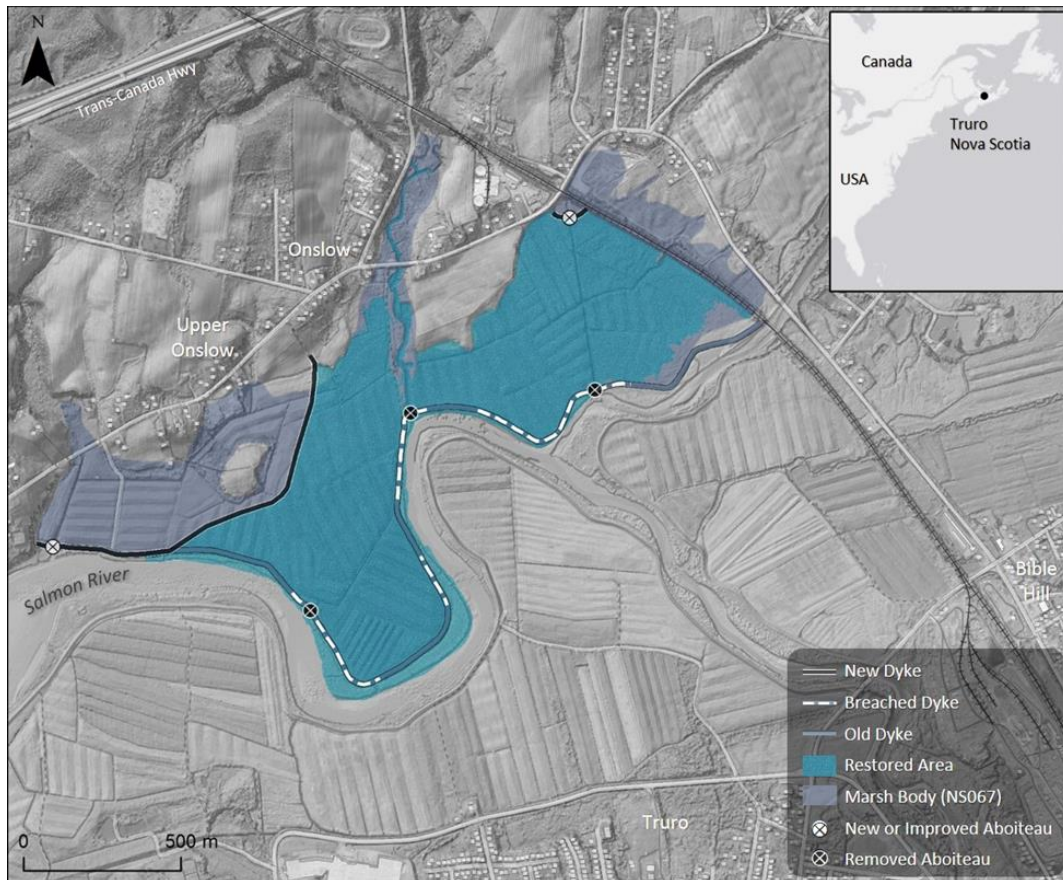 N
Trans-Canada Hwy
Canada
Truro
Nova Scotia
USA
Onslow
Upper
Onslow
Salmon River
Bible
Hill
New Dyke
Breached Dyke
Old Dyke
Restored Area
Marsh Body (NS067)
New or Improved Aboiteau
Removed Aboiteau
Truro
0
500 m